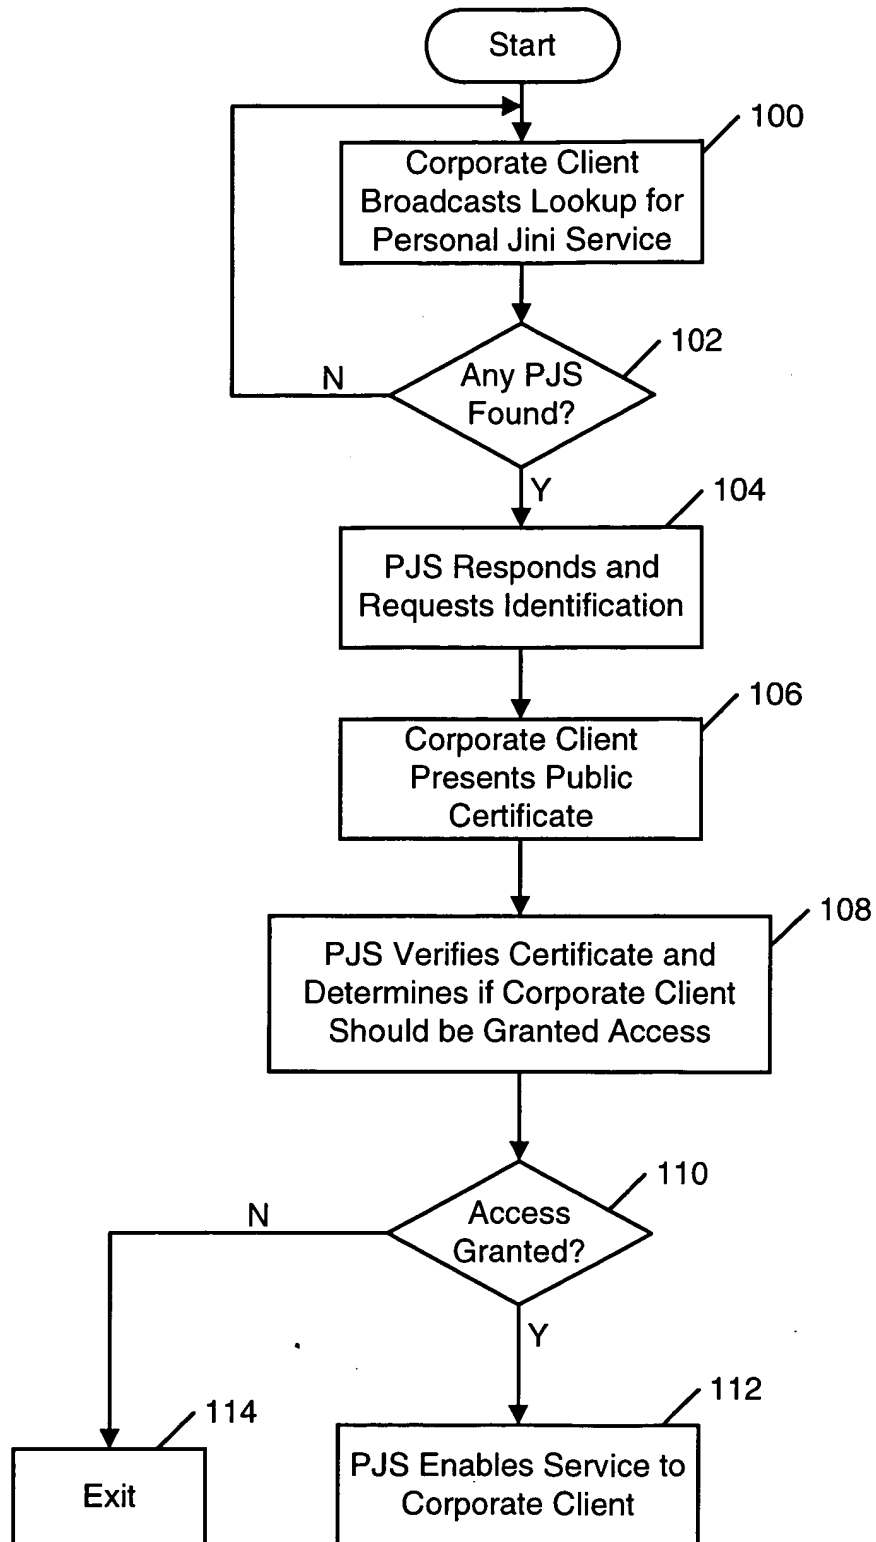 Start
100
Corporate Client
Broadcasts Lookup for
Personal Jini Service
102
Any PJS
Found?
N
Y
104
PJS Responds and
Requests Identification
106
Corporate Client
Presents Public
Certificate
108
PJS Verifies Certificate and
Determines if Corporate Client
Should be Granted Access
110
Access
Granted?
N
Y
112
114
PJS Enables Service to
Corporate Client
Exit